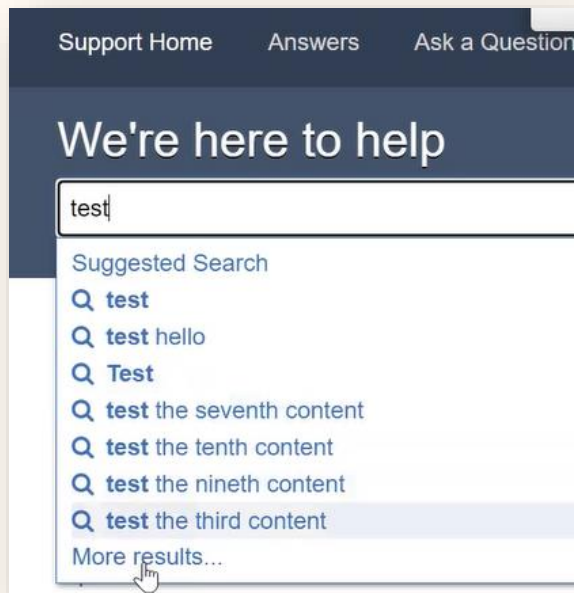 Support Home Answers Ask a Question
We're here to help
test
Suggested Search
test
test hello
Test
test the seventh content
test the tenth content
test the nineth content
test the third content
More results...